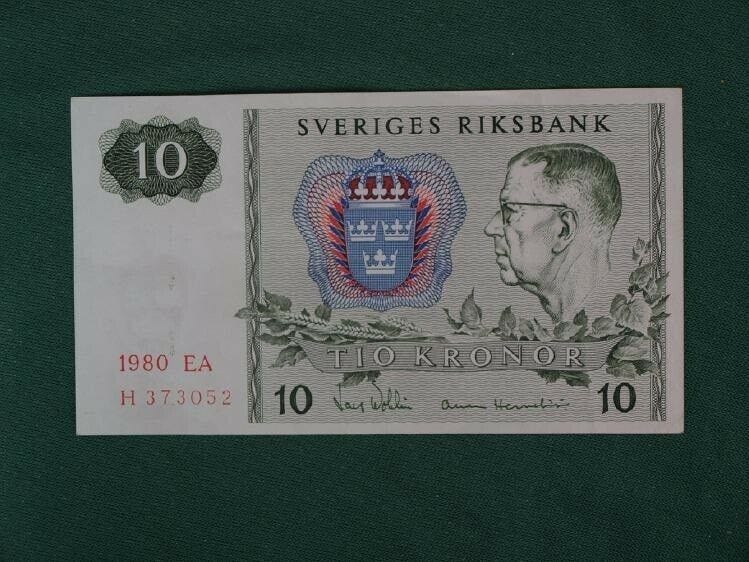 10
SVERIGES RIKSBANK
1980 EA
H 373052
TIO KRONOR
10
10